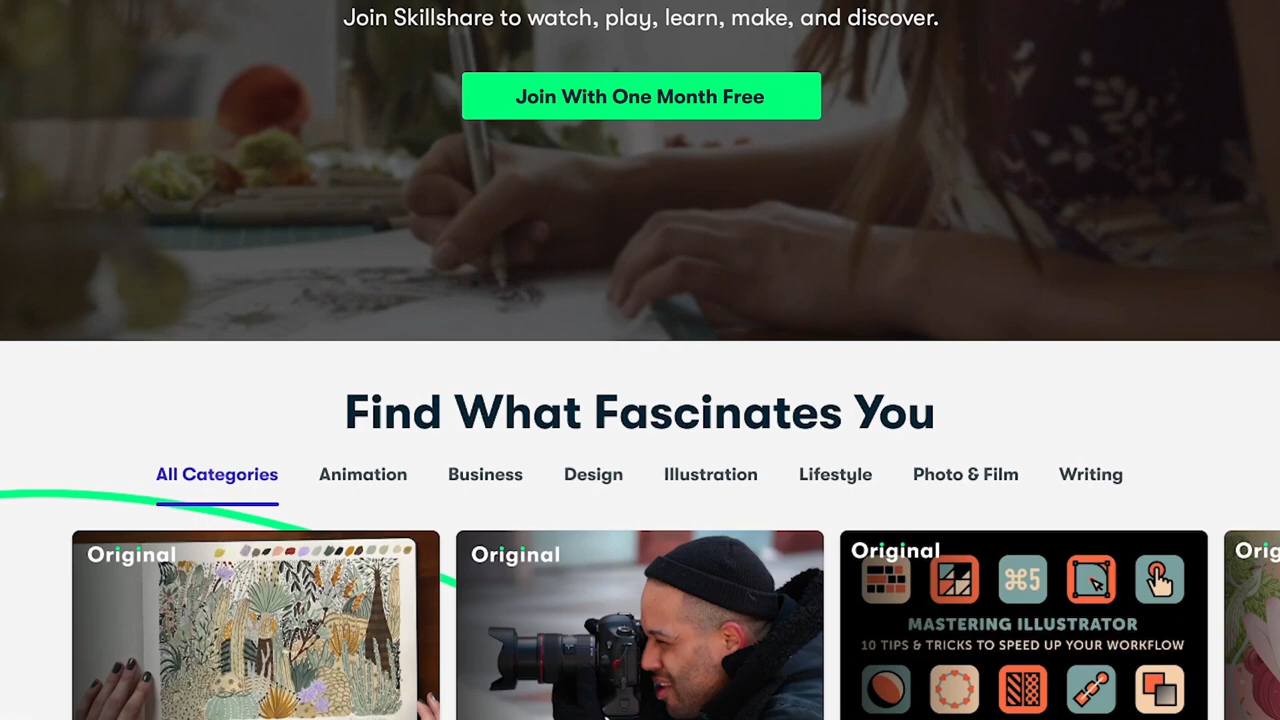 Join Skillshare to watch, play, learn, make, and discover.
Join With One Month Free
Find What Fascinates You
All Categories Animation Business Design Illustration Lifestyle Photo & Film Writing
Original Original Original Orig
⌘5
MASTERING ILLUSTRATOR
10 TIPS & TRICKS TO SPEED UP YOUR WORKFLOW